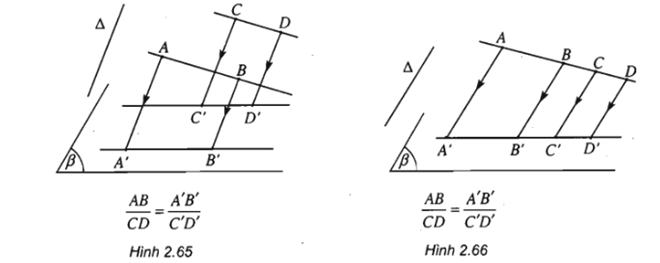 Δ
C
D
A
B
C'
D'
β
A'
B'
AB/CD = A'B'/C'D'
Hình 2.65
A
B
C
D
Δ
β
A'
B'
C'
D'
AB/CD = A'B'/C'D'
Hình 2.66